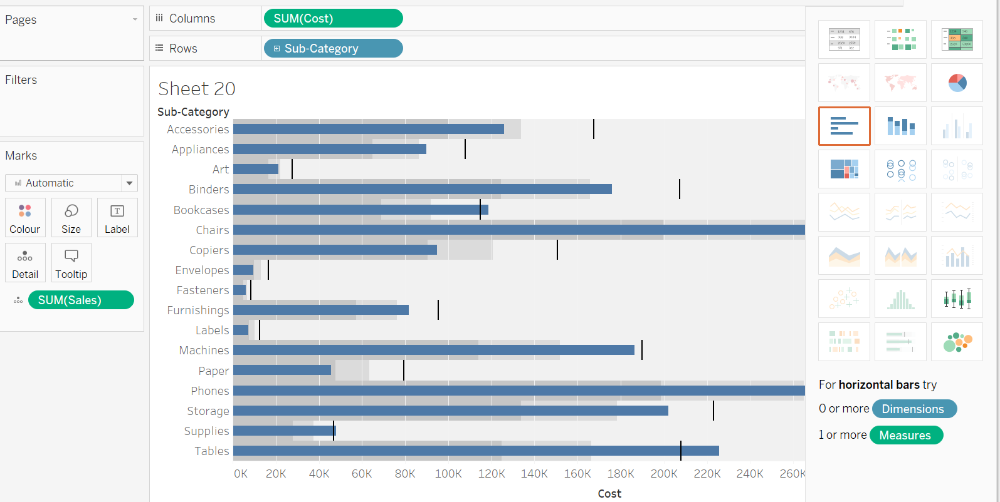 Pages
Columns
SUM(Cost)
Rows
Sub-Category
Filters
Marks
Automatic
Colour
Size
Label
Detail
Tooltip
SUM(Sales)
Sheet 20
Sub-Category
Accessories
Appliances
Art
Binders
Bookcases
Chairs
Copiers
Envelopes
Fasteners
Furnishings
Labels
Machines
Paper
Phones
Storage
Supplies
Tables
0K 20K 40K 60K 80K 100K 120K 140K 160K 180K 200K 220K 240K 260K
Cost
For horizontal bars try
0 or more Dimensions
1 or more Measures